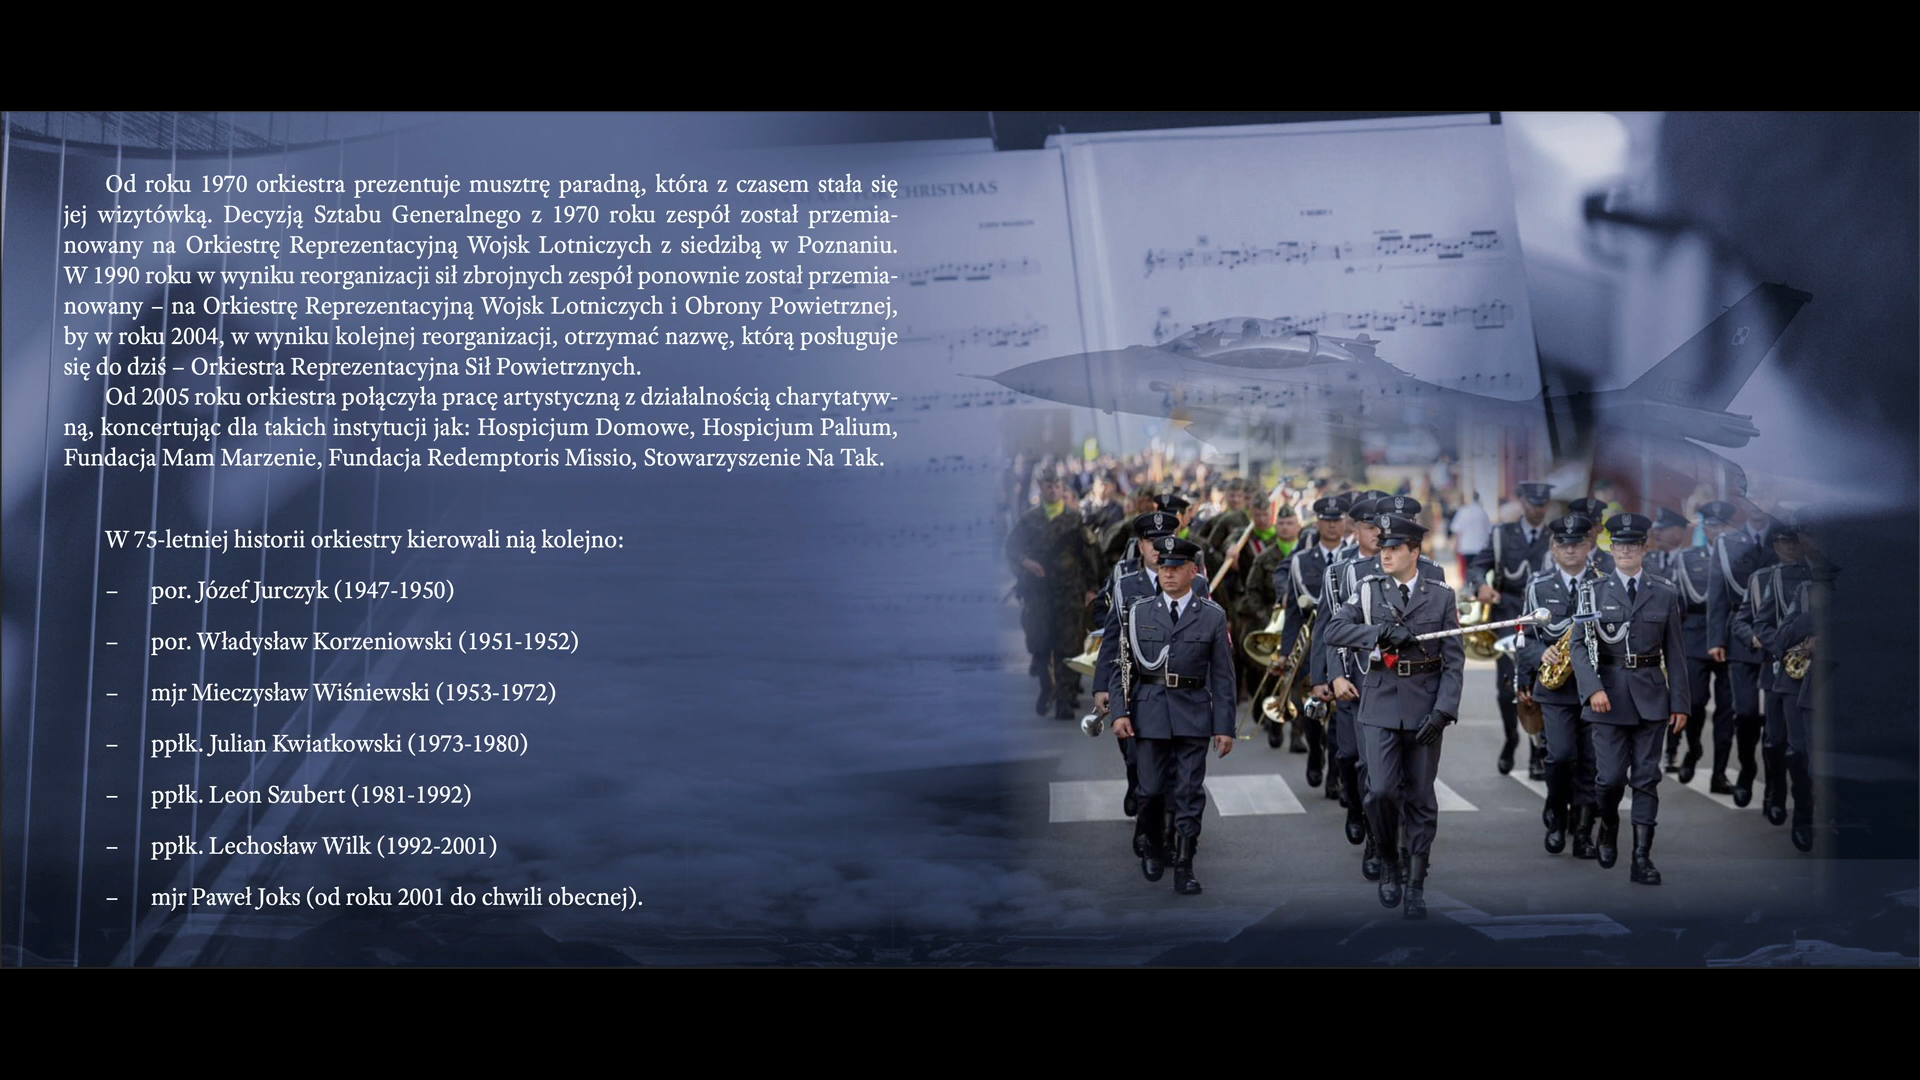 Od roku 1970 orkiestra prezentuje musztrę paradną, która z czasem stała się
jej wizytówką. Decyzją Sztabu Generalnego z 1970 roku zespół został przemia-
nowany na Orkiestrę Reprezentacyjną Wojsk Lotniczych z siedzibą w Poznaniu.
W 1990 roku w wyniku reorganizacji sił zbrojnych zespół ponownie został przemia-
nowany – na Orkiestrę Reprezentacyjną Wojsk Lotniczych i Obrony Powietrznej,
by w roku 2004, w wyniku kolejnej reorganizacji, otrzymać nazwę, którą posługuje
się do dziś – Orkiestra Reprezentacyjna Sił Powietrznych.
Od 2005 roku orkiestra połączyła pracę artystyczną z działalnością charytatyw-
ną, koncertując dla takich instytucji jak: Hospicjum Domowe, Hospicjum Palium,
Fundacja Mam Marzenie, Fundacja Redemptoris Missio, Stowarzyszenie Na Tak.
W 75-letniej historii orkiestry kierowali nią kolejno:
– por. Józef Jurczyk (1947-1950)
– por. Władysław Korzeniowski (1951-1952)
– mjr Mieczysław Wiśniewski (1953-1972)
– ppłk. Julian Kwiatkowski (1973-1980)
– ppłk. Leon Szubert (1981-1992)
– ppłk. Lechosław Wilk (1992-2001)
– mjr Paweł Joks (od roku 2001 do chwili obecnej).
CHRISTMAS